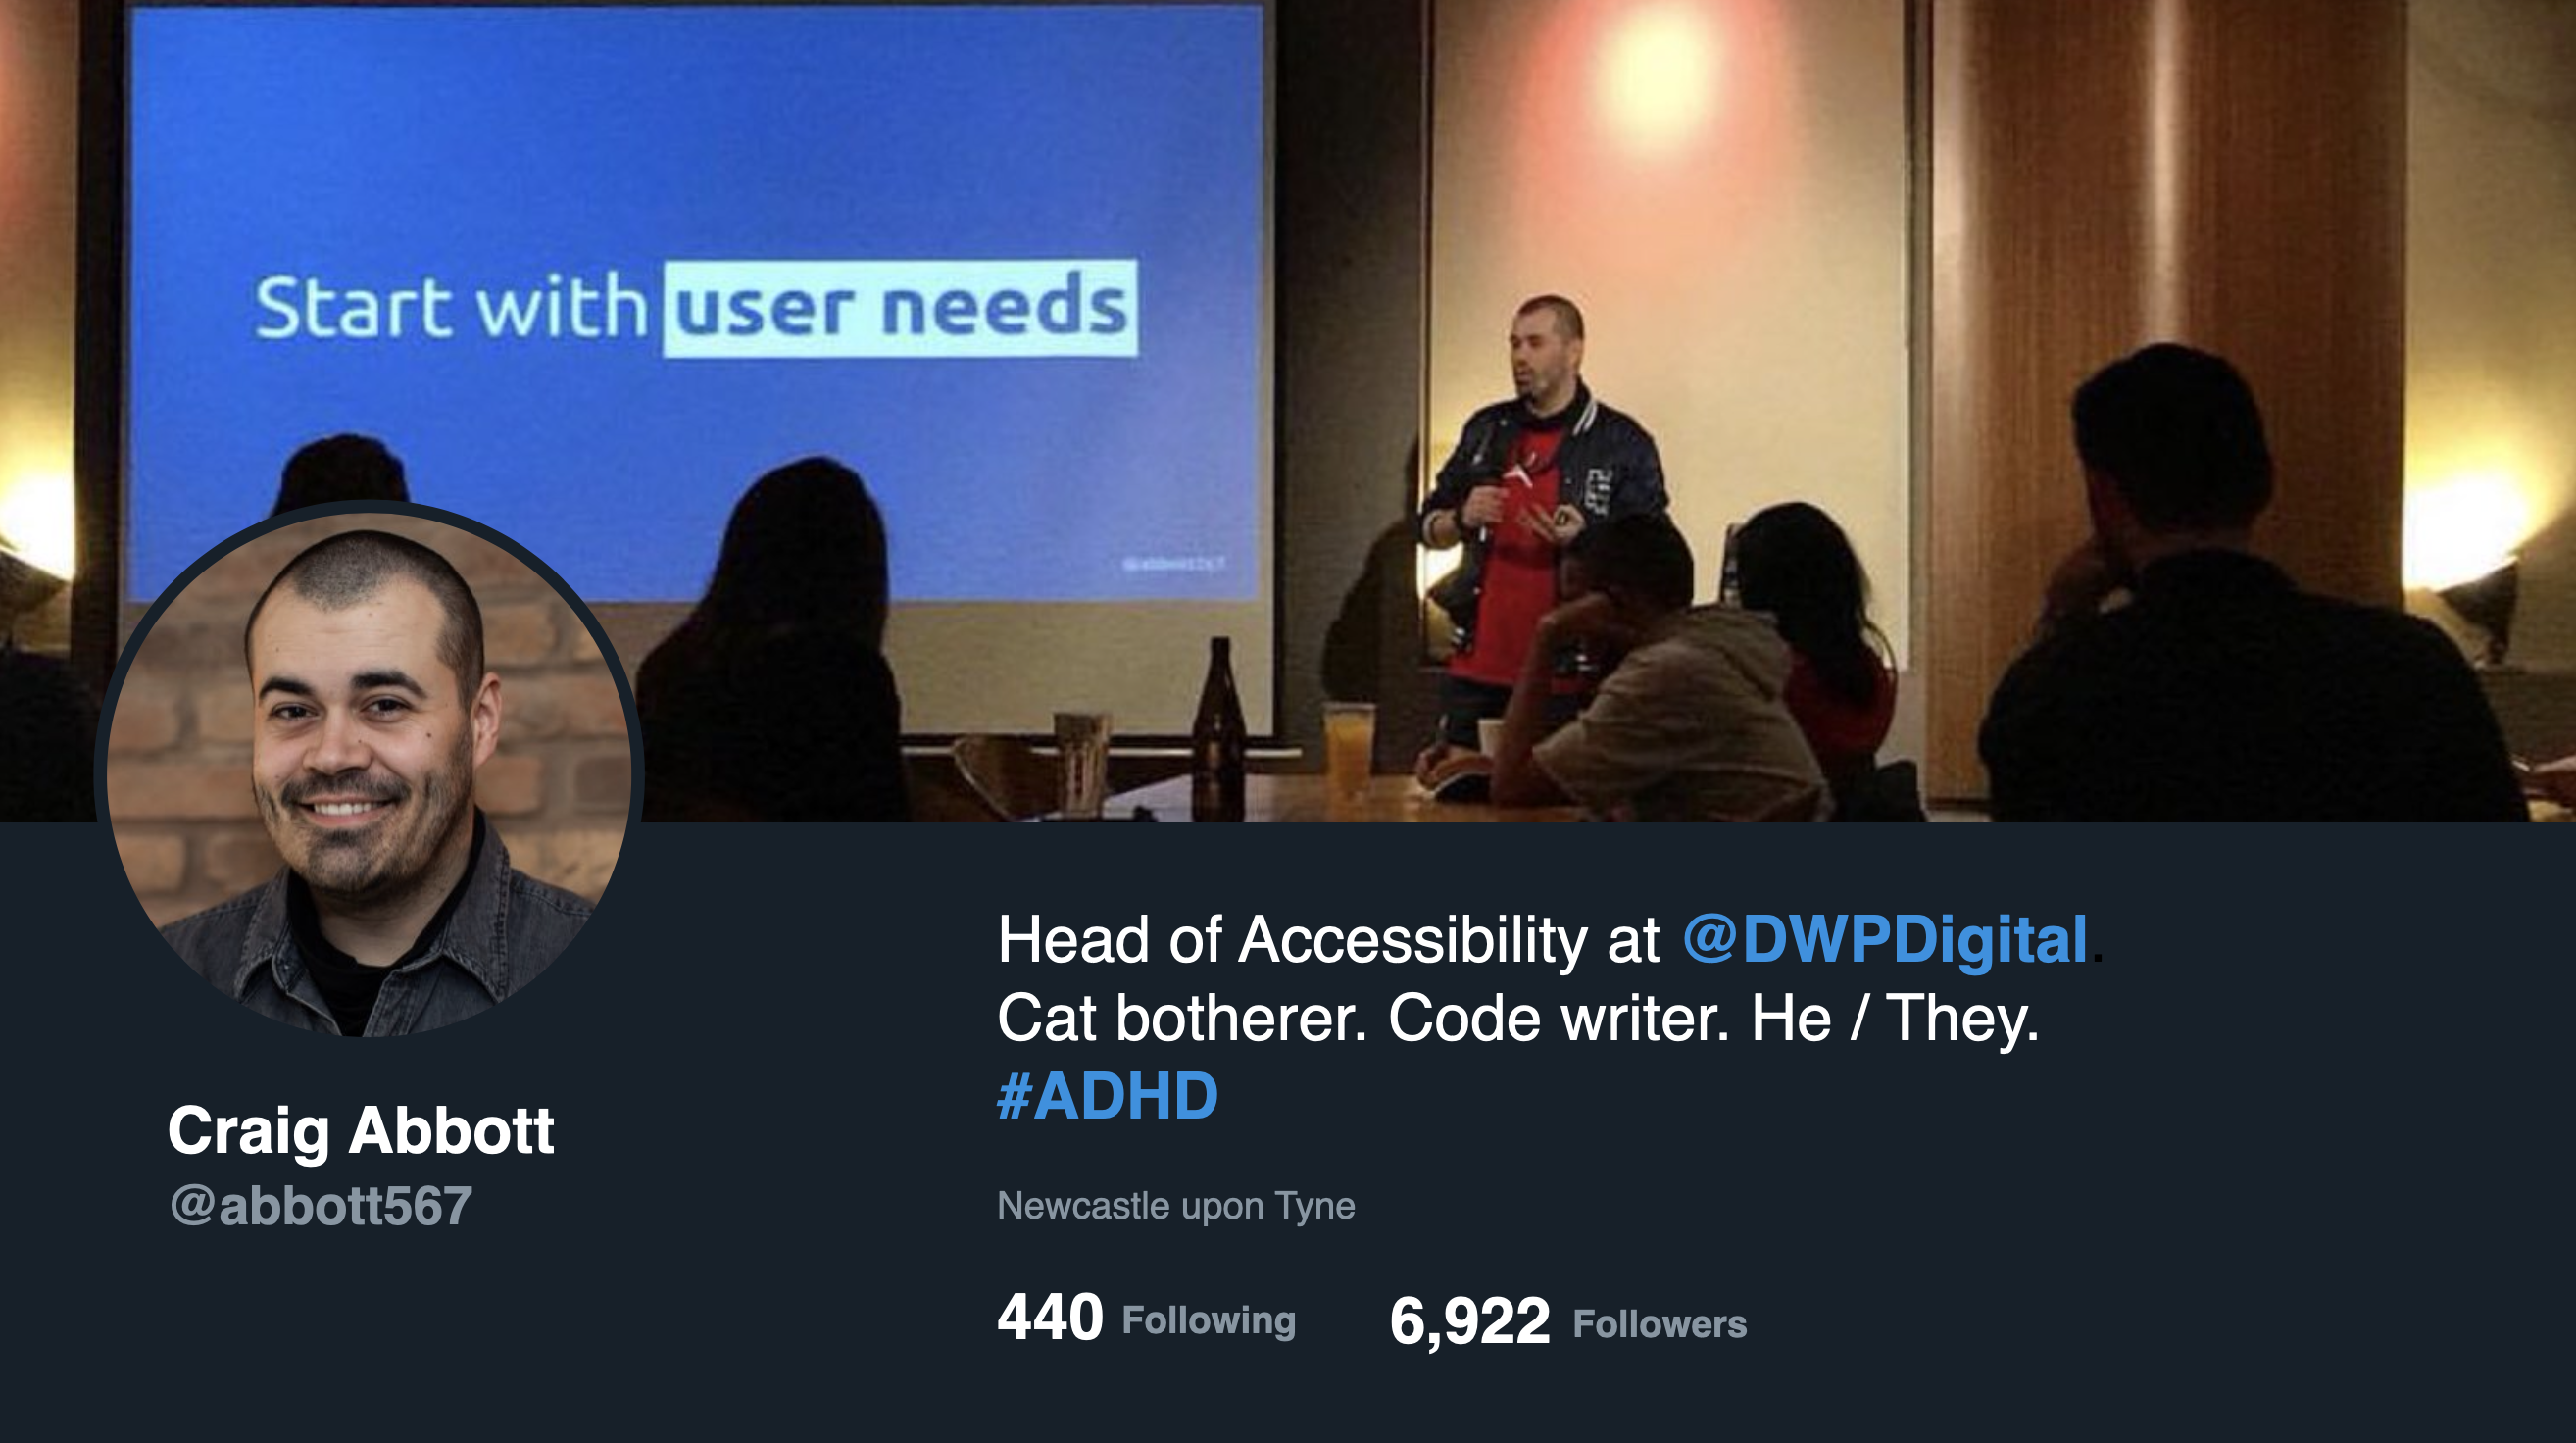 Start with user needs
Craig Abbott
@abbott567
Head of Accessibility at @DWPDigital.
Cat botherer. Code writer. He / They.
#ADHD
Newcastle upon Tyne
440 Following 6,922 Followers